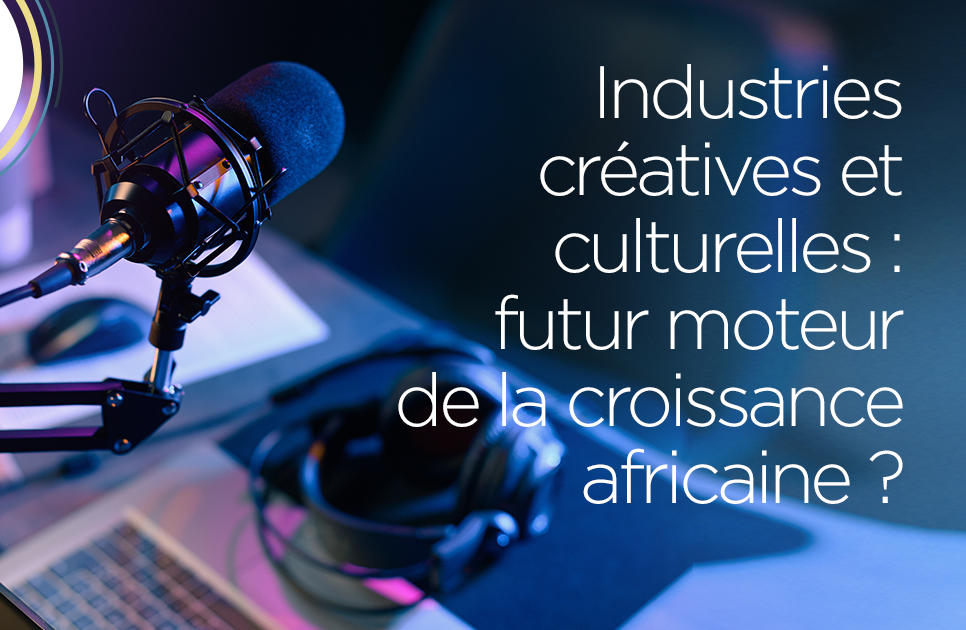 Industries
créatives et
culturelles :
futur moteur
de la croissance
africaine ?